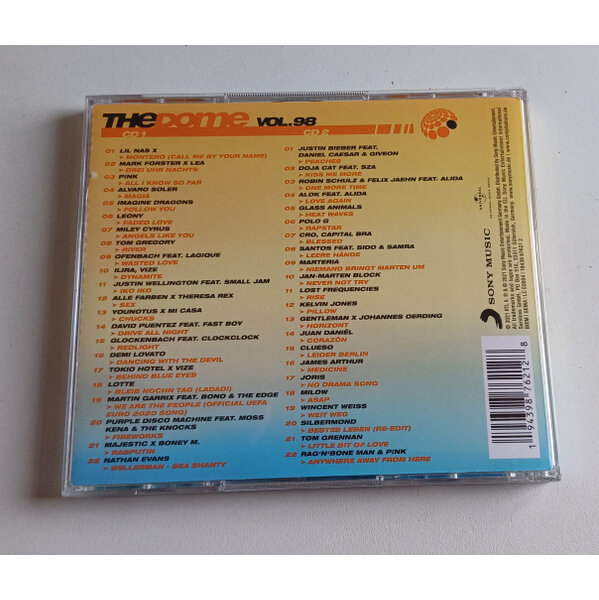 THE DOME VOL.98
CD 1
01 LIL NAS X
> MONTERO (CALL ME BY YOUR NAME)
02 MARK FORSTER X LEA
> DREI UHR NACHTS
03 P!NK
> ALL I KNOW SO FAR
04 ALVARO SOLER
> MAGIA
05 IMAGINE DRAGONS
> FOLLOW YOU
06 LEONY
> FADED LOVE
07 MILEY CYRUS
> ANGELS LIKE YOU
08 TOM GREGORY
> RIVER
09 OFENBACH FEAT. LAGIQUE
> WASTED LOVE
10 ILIRA, VIZE
> DYNAMITE
11 JUSTIN WELLINGTON FEAT. SMALL JAM
> IKO IKO
12 ALLE FARBEN X THERESA REX
> SEX
13 YOUNOTUS X MI CASA
> CHUCKS
14 DAVID PUENTEZ FEAT. FAST BOY
> DRIVE ALL NIGHT
15 GLOCKENBACH FEAT. CLOCKCLOCK
> REDLIGHT
16 DEMI LOVATO
> DANCING WITH THE DEVIL
17 TOKIO HOTEL X VIZE
> BEHIND BLUE EYES
18 LOTTE
> BLEIB NOCHN TAG (LADADI)
19 MARTIN GARRIX FEAT. BONO & THE EDGE
> WE ARE THE PEOPLE (OFFICIAL UEFA
EURO 2020 SONG)
20 PURPLE DISCO MACHINE FEAT. MOSS
KENA & THE KNOCKS
> FIREWORKS
21 MAJESTIC X BONEY M.
> RASPUTIN
22 NATHAN EVANS
> WELLERMAN - SEA SHANTY
CD 2
01 JUSTIN BIEBER FEAT.
DANIEL CAESAR & GIVEON
> PEACHES
02 DOJA CAT FEAT. SZA
> KISS ME MORE
03 ROBIN SCHULZ & FELIX JAEHN FEAT. ALIDA
> ONE MORE TIME
04 ALOK FEAT. ALIDA
> LOVE AGAIN
05 GLASS ANIMALS
> HEAT WAVES
06 POLO G
> RAPSTAR
07 CRO, CAPITAL BRA
> BLESSED
08 SANTOS FEAT. SIDO & SAMRA
> LEERE HÄNDE
09 MARTERIA
> NIEMAND BRINGT MARTEN UM
10 JAN-MARTEN BLOCK
> NEVER NOT TRY
11 LOST FREQUENCIES
> RISE
12 KELVIN JONES
> PILLOW
13 GENTLEMAN X JOHANNES OERDING
> HORIZONT
14 JUAN DANIÉL
> CORAZÓN
15 CLUESO
> LEIDER BERLIN
16 JAMES ARTHUR
> MEDICINE
17 JORIS
> NO DRAMA SONG
18 MILOW
> ASAP
19 WINCENT WEISS
> WEIT WEG
20 SILBERMOND
> BESTES LEBEN (RE-EDIT)
21 TOM GRENNAN
> LITTLE BIT OF LOVE
22 RAG'N'BONE MAN & P!NK
> ANYWHERE AWAY FROM HERE
SONY MUSIC
1 94398 76212 8